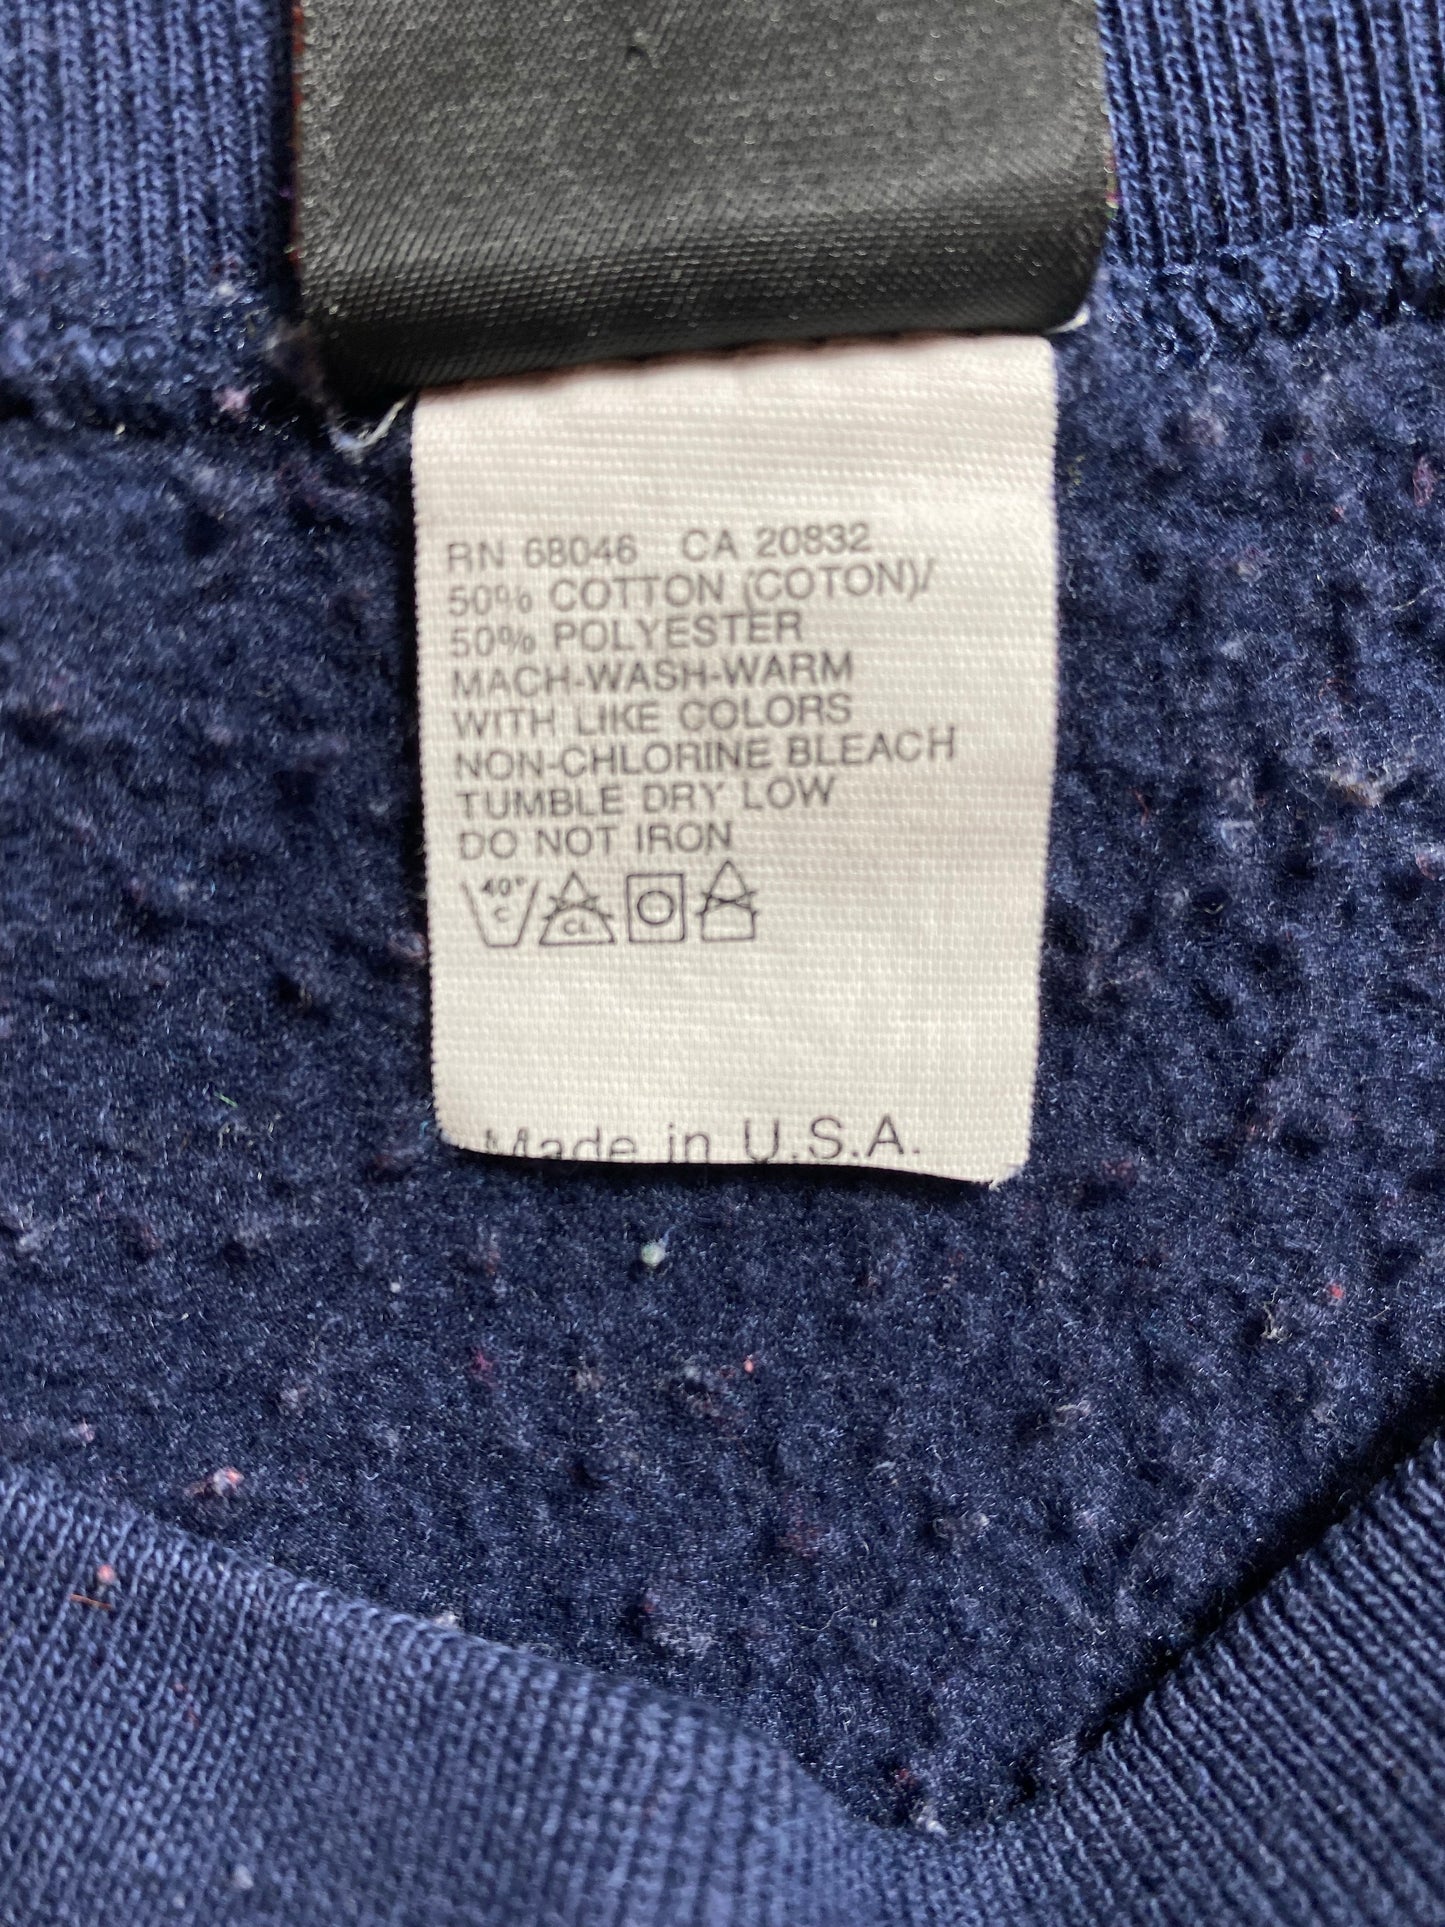 RN 68046 CA 20832
50% COTTON (COTON)/
50% POLYESTER
MACH-WASH-WARM
WITH LIKE COLORS
NON-CHLORINE BLEACH
TUMBLE DRY LOW
DO NOT IRON
40° C CL
Made in U.S.A.